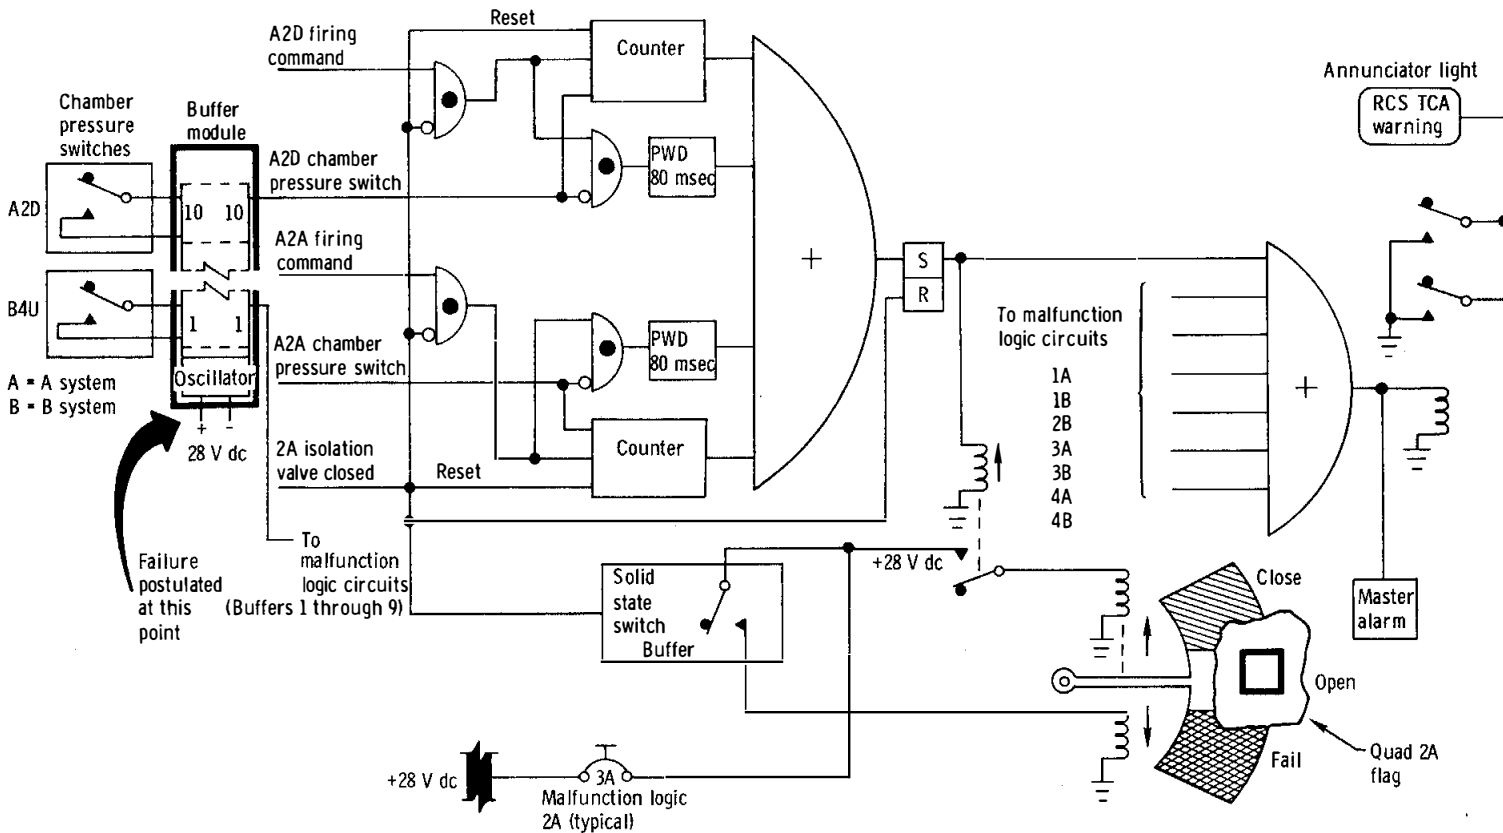 Reset
A2D firing
command
Counter
Annunciator light
RCS TCA
warning
Chamber
pressure
switches
Buffer
module
A2D chamber
pressure switch
PWD
80 msec
A2D
10 10
A2A firing
command
+
S
R
B4U
1 1
To malfunction
logic circuits
1A
1B
2B
3A
3B
4A
4B
+
A2A chamber
pressure switch
PWD
80 msec
Oscillator
A = A system
B = B system
+ -
28 V dc
2A isolation
valve closed
Reset
Counter
Failure
postulated
at this
point
To
malfunction
logic circuits
(Buffers 1 through 9)
+28 V dc
Solid
state
switch
Buffer
Close
Master
alarm
Open
Fail
Quad 2A
flag
+28 V dc
3A
Malfunction logic
2A (typical)